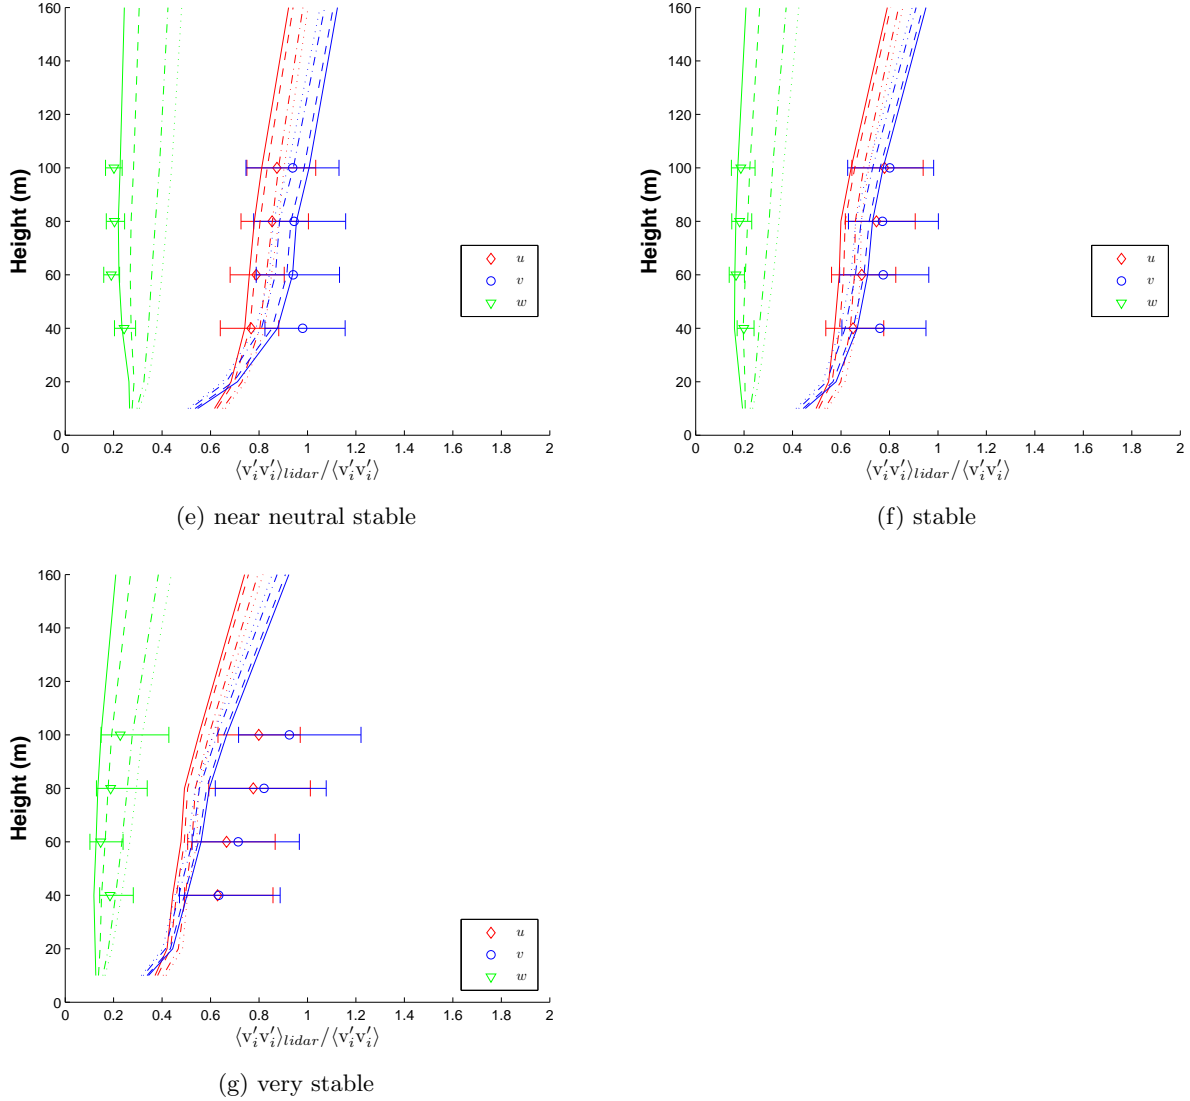 160
140
120
100
80
60
40
20
0
Height (m)
0 0.2 0.4 0.6 0.8 1 1.2 1.4 1.6 1.8 2
⟨v′ᵢv′ᵢ⟩lidar/⟨v′ᵢv′ᵢ⟩
u
v
w
(e) near neutral stable
160
140
120
100
80
60
40
20
0
Height (m)
0 0.2 0.4 0.6 0.8 1 1.2 1.4 1.6 1.8 2
⟨v′ᵢv′ᵢ⟩lidar/⟨v′ᵢv′ᵢ⟩
u
v
w
(f) stable
160
140
120
100
80
60
40
20
0
Height (m)
0 0.2 0.4 0.6 0.8 1 1.2 1.4 1.6 1.8 2
⟨v′ᵢv′ᵢ⟩lidar/⟨v′ᵢv′ᵢ⟩
u
v
w
(g) very stable